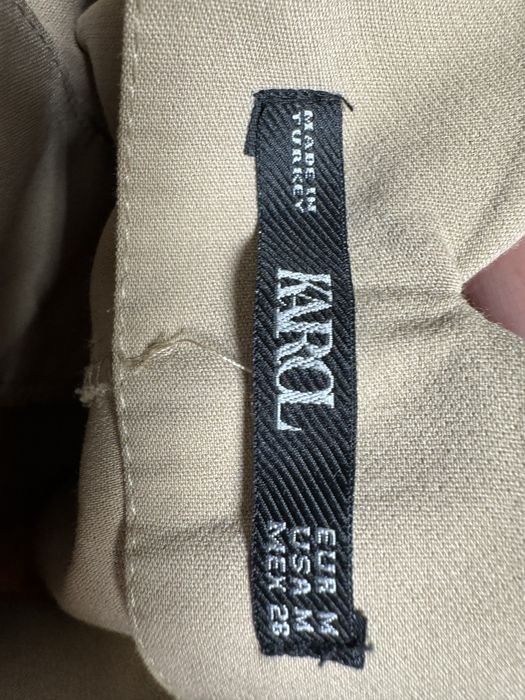 MADE IN
TURKEY
KAROL
EUR M
USA M
MEX 28